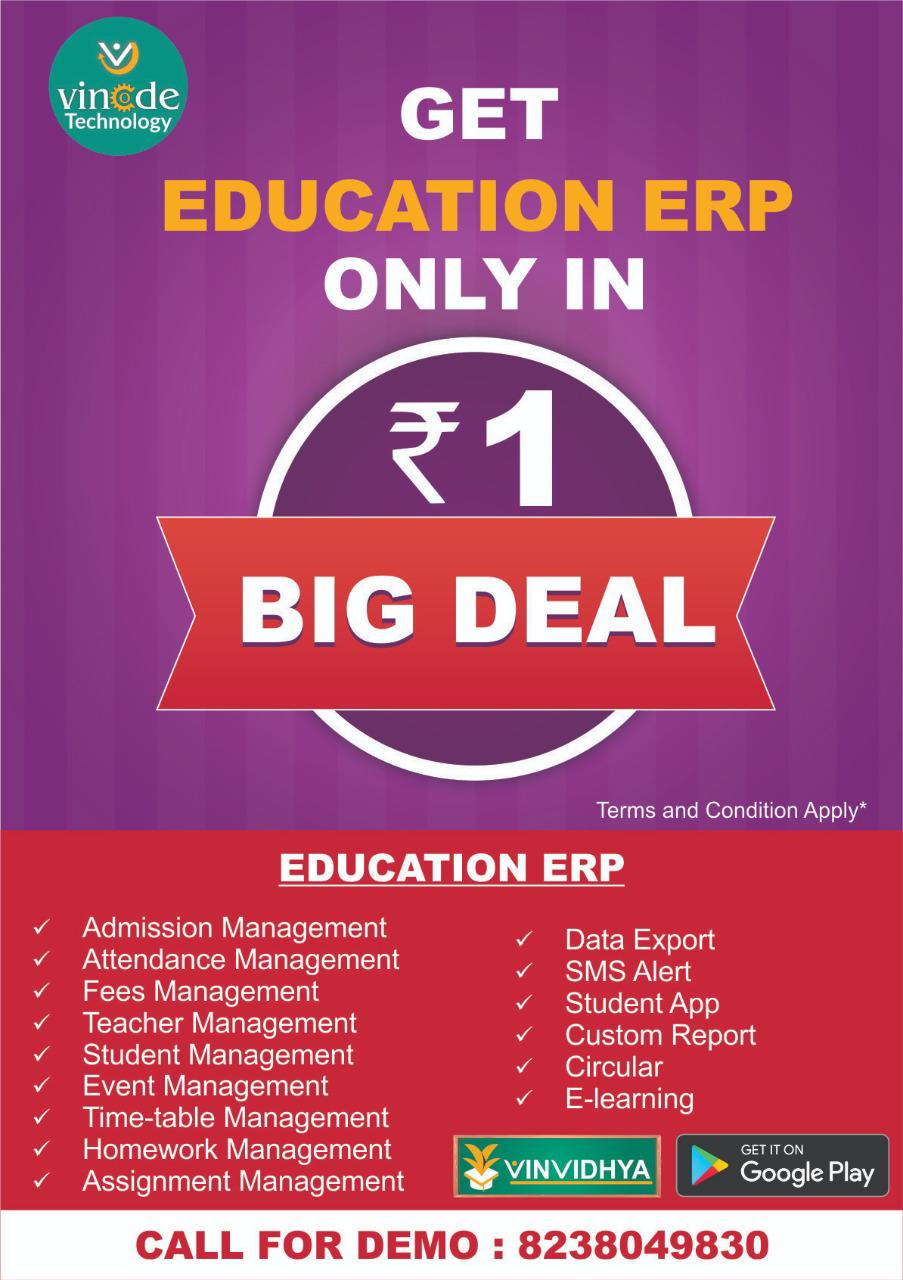 vincde
Technology
GET
EDUCATION ERP
ONLY IN
₹1
BIG DEAL
Terms and Condition Apply*
EDUCATION ERP
Admission Management
Attendance Management
Fees Management
Teacher Management
Student Management
Event Management
Time-table Management
Homework Management
Assignment Management
Data Export
SMS Alert
Student App
Custom Report
Circular
E-learning
VINVIDHYA
GET IT ON
Google Play
CALL FOR DEMO : 8238049830